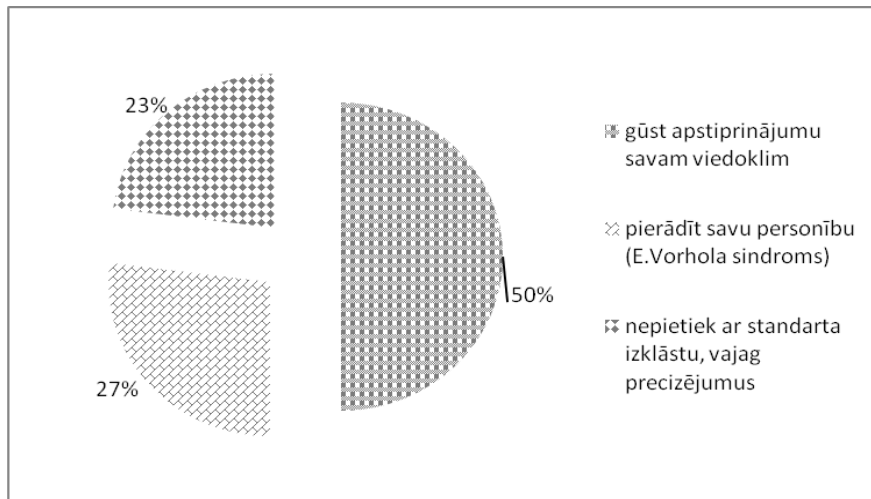 23%
50%
27%
gūst apstiprinājumu
savam viedoklim
pierādīt savu personību
(E.Vorhola sindroms)
nepietiek ar standarta
izklāstu, vajag
precizējumus